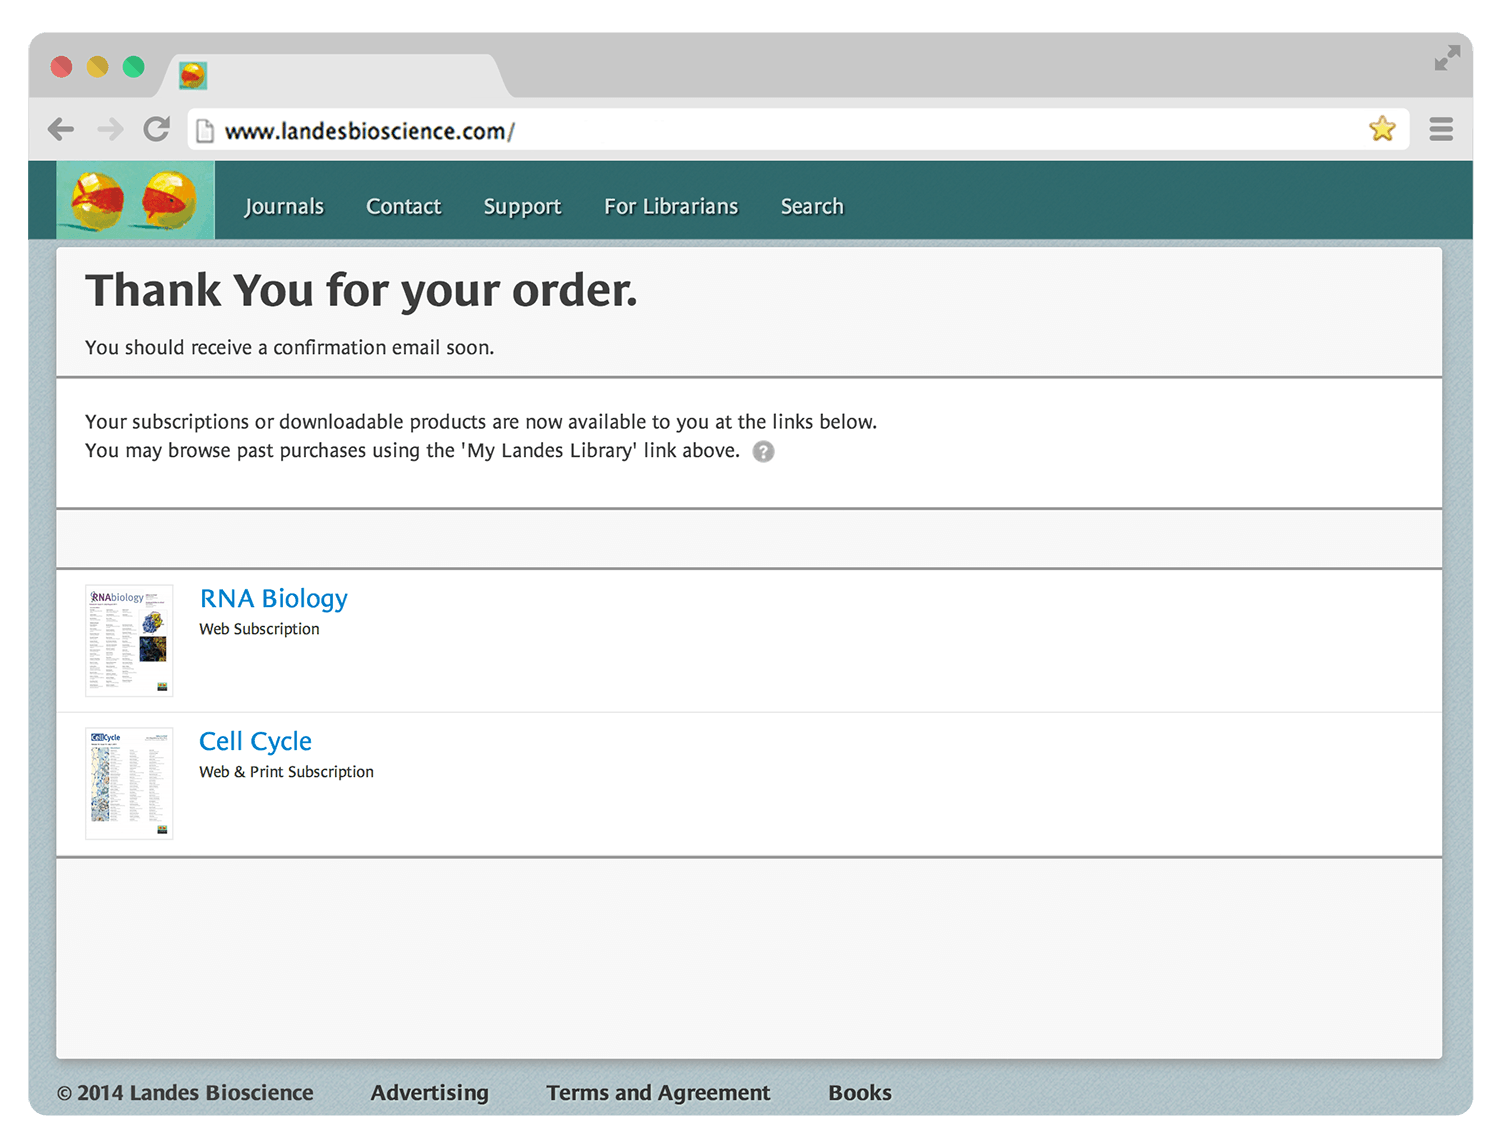 www.landesbioscience.com/
Journals Contact Support For Librarians Search
Thank You for your order.
You should receive a confirmation email soon.
Your subscriptions or downloadable products are now available to you at the links below.
You may browse past purchases using the 'My Landes Library' link above. ?
RNAbiology
RNA Biology
Web Subscription
CellCycle
Cell Cycle
Web & Print Subscription
© 2014 Landes Bioscience Advertising Terms and Agreement Books